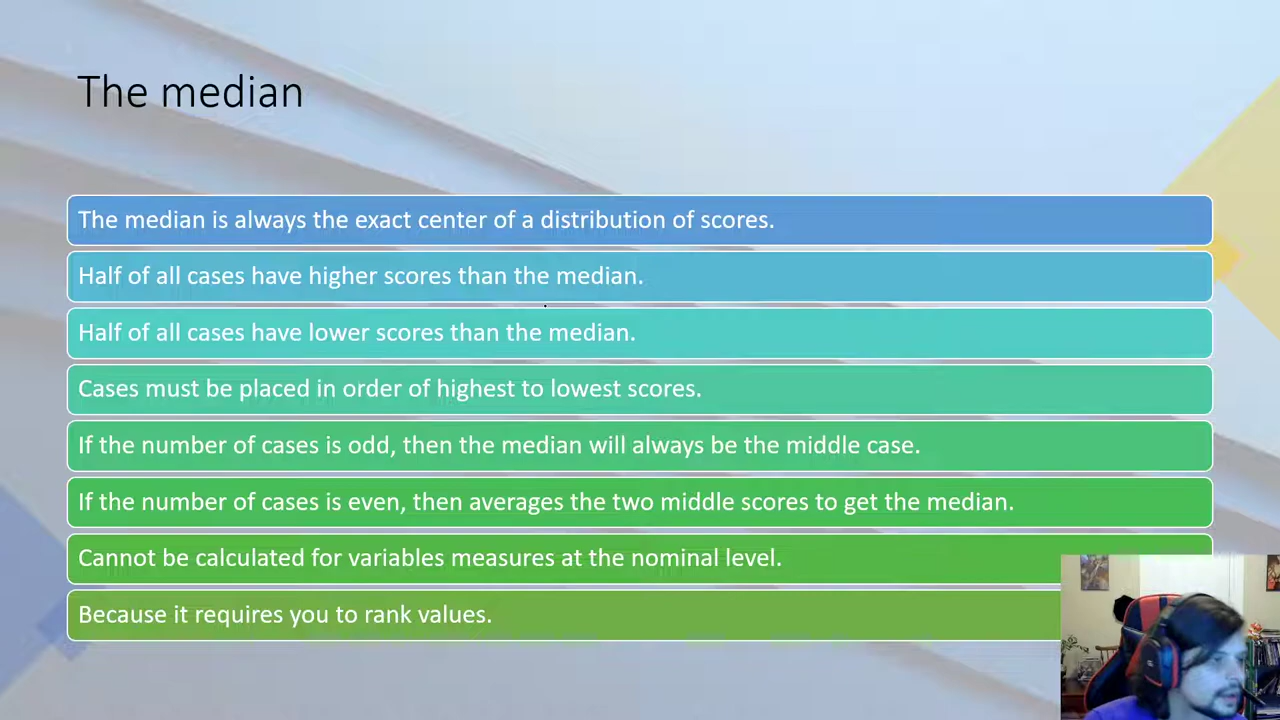 The median
The median is always the exact center of a distribution of scores.
Half of all cases have higher scores than the median.
Half of all cases have lower scores than the median.
Cases must be placed in order of highest to lowest scores.
If the number of cases is odd, then the median will always be the middle case.
If the number of cases is even, then averages the two middle scores to get the median.
Cannot be calculated for variables measures at the nominal level.
Because it requires you to rank values.